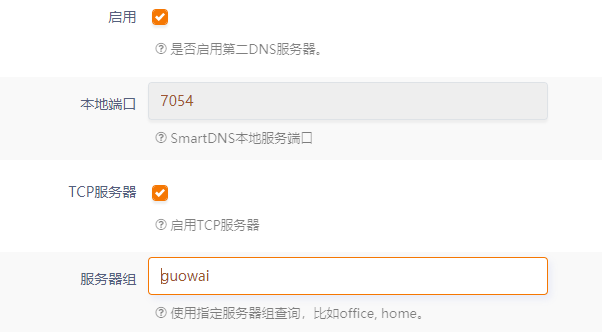 启用
是否启用第二DNS服务器。
本地端口 7054
SmartDNS本地服务端口
TCP服务器
启用TCP服务器
服务器组 guowai
使用指定服务器组查询，比如office, home。